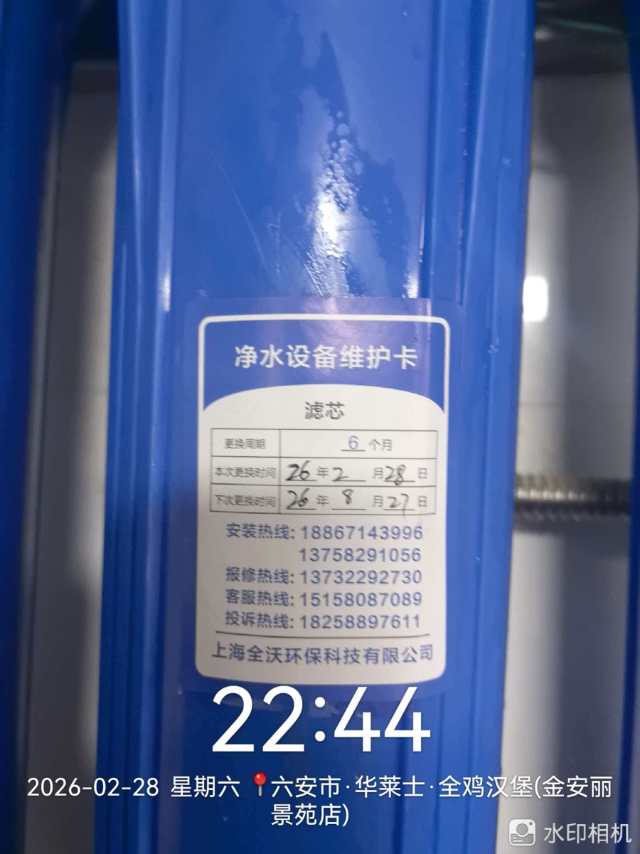 净水设备维护卡
滤芯
更换周期 6 个月
本次更换时间 26 年 2 月 28 日
下次更换时间 26 年 8 月 27 日
安装热线: 18867143996
13758291056
报修热线: 13732292730
客服热线: 15158087089
投诉热线: 18258897611
上海全沃环保科技有限公司
22:44
2026-02-28 星期六 📍六安市·华莱士·全鸡汉堡(金安丽
景苑店)
水印相机